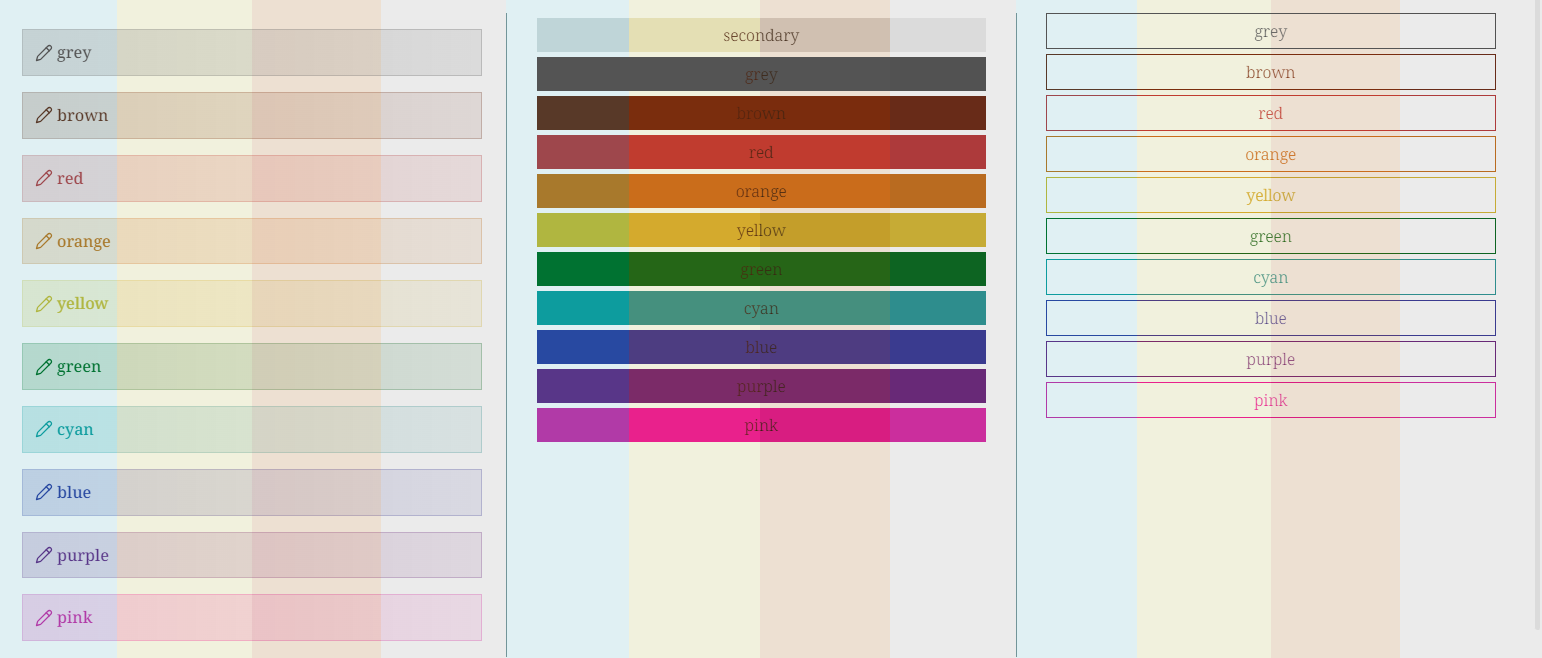 grey
brown
red
orange
yellow
green
cyan
blue
purple
pink
secondary
grey
brown
red
orange
yellow
green
cyan
blue
purple
pink
grey
brown
red
orange
yellow
green
cyan
blue
purple
pink